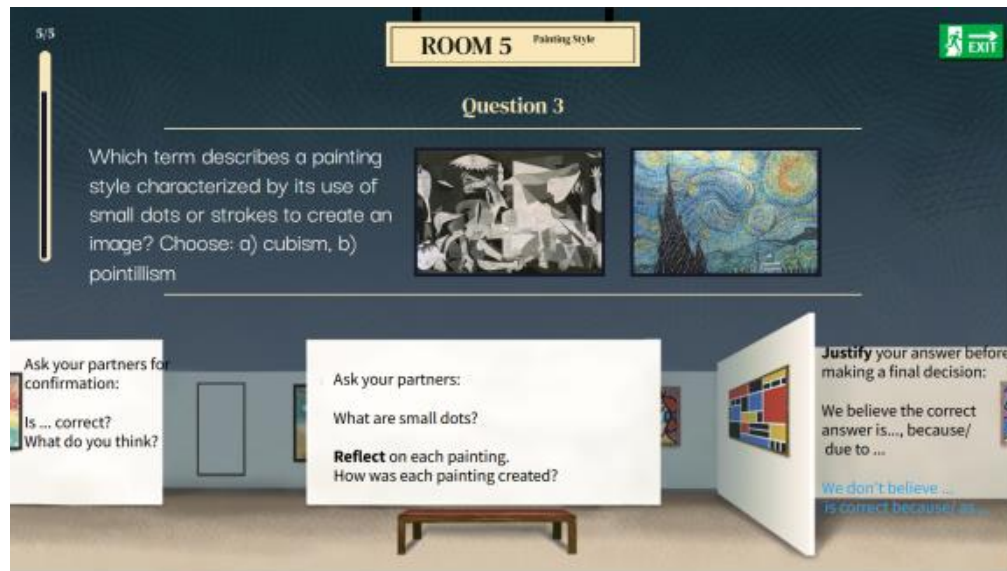 5/5
ROOM 5
Painting Style
EXIT
Question 3
Which term describes a painting
style characterized by its use of
small dots or strokes to create an
image? Choose: a) cubism, b)
pointillism
Ask your partners for
confirmation:
Is ... correct?
What do you think?
Ask your partners:
What are small dots?
Reflect on each painting.
How was each painting created?
Justify your answer before
making a final decision:
We believe the correct
answer is..., because/
due to ...
We don't believe ...
is correct because/ as...